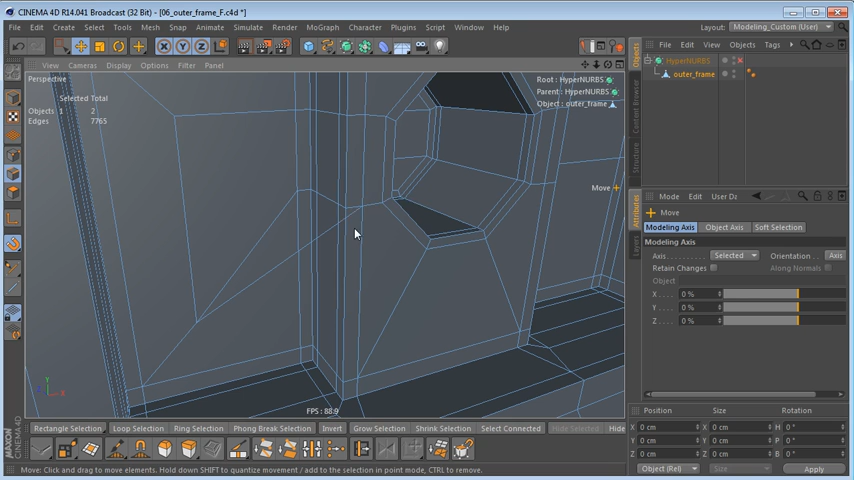 CINEMA 4D R14.041 Broadcast (32 Bit) - [06_outer_frame_F.c4d *]
File Edit Create Select Tools Mesh Snap Animate Simulate Render MoGraph Character Plugins Script Window Help
Layout: Modeling_Custom (User)
View Cameras Display Options Filter Panel
File Edit View Objects Tags
Perspective
Selected Total
Objects 1 2
Edges 7765
Root : HyperNURBS
Parent : HyperNURBS
Object : outer_frame
Move
FPS : 88.9
HyperNURBS
outer_frame
Objects
Content Browser
Structure
Attributes
Layers
Mode Edit User Da
Move
Modeling Axis Object Axis Soft Selection
Modeling Axis
Axis . . . . . Selected Orientation . Axis
Retain Changes Along Normals
Object
X . . . . 0 %
Y . . . . 0 %
Z . . . . 0 %
Position Size Rotation
X 0 cm X 0 cm H 0 °
Y 0 cm Y 0 cm P 0 °
Z 0 cm Z 0 cm B 0 °
Object (Rel) Size Apply
Rectangle Selection Loop Selection Ring Selection Phong Break Selection Invert Grow Selection Shrink Selection Select Connected Hide Selected Hide
MAXON CINEMA 4D
Move: Click and drag to move elements. Hold down SHIFT to quantize movement / add to the selection in point mode, CTRL to remove.